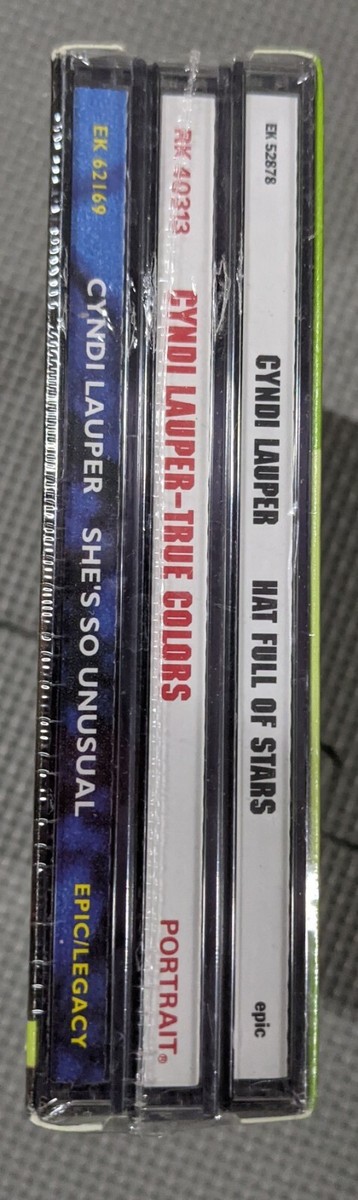 EK 62169 CYNDI LAUPER SHE'S SO UNUSUAL EPIC/LEGACY
RK 40313 CYNDI LAUPER-TRUE COLORS PORTRAIT®
EK 52878 CYNDI LAUPER HAT FULL OF STARS epic